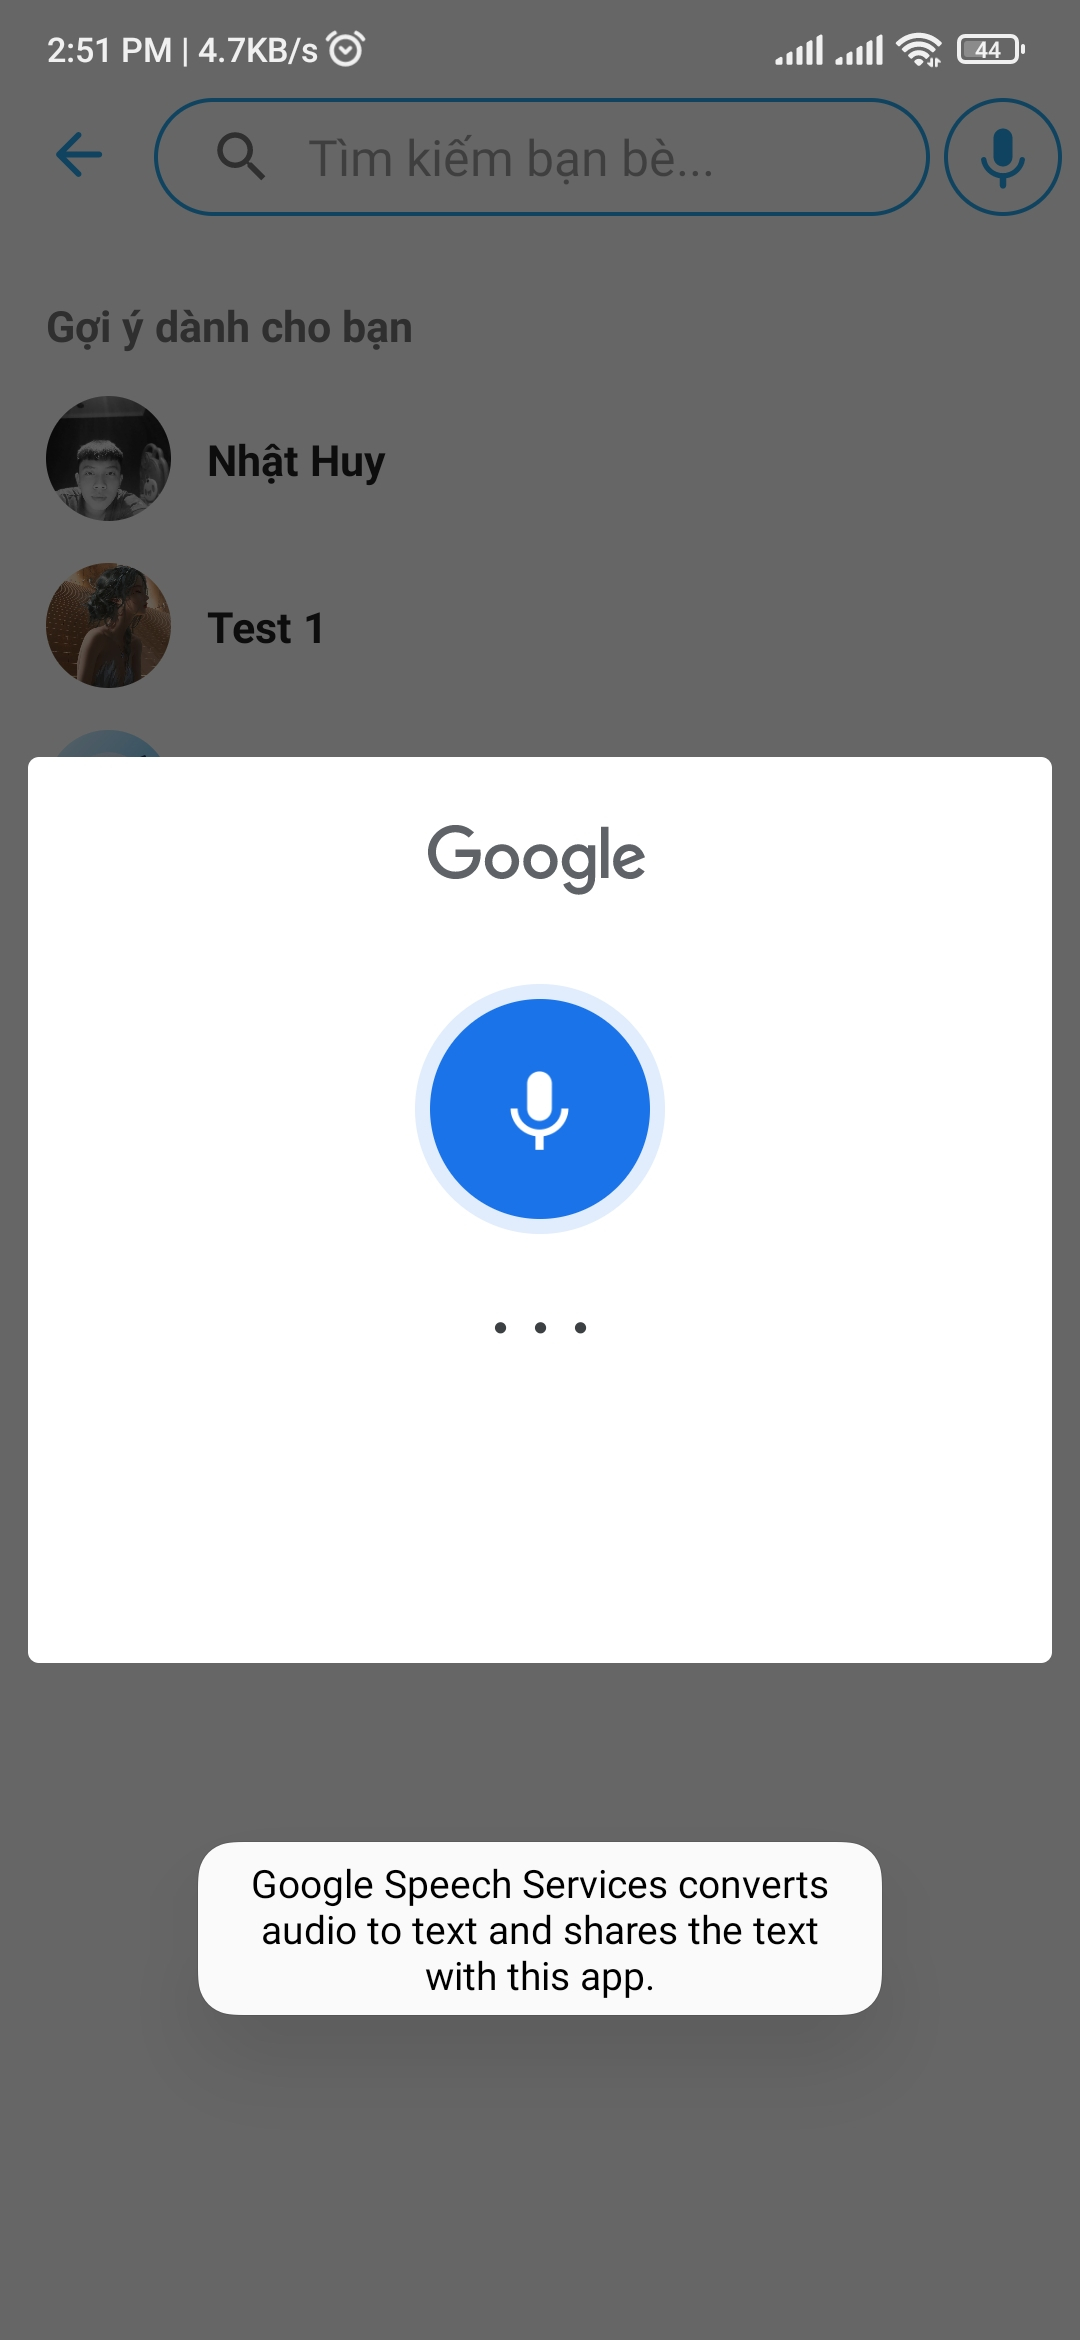 2:51 PM | 4.7KB/s 44
Tìm kiếm bạn bè...
Gợi ý dành cho bạn
Nhật Huy
Test 1
Google
Google Speech Services converts
audio to text and shares the text
with this app.